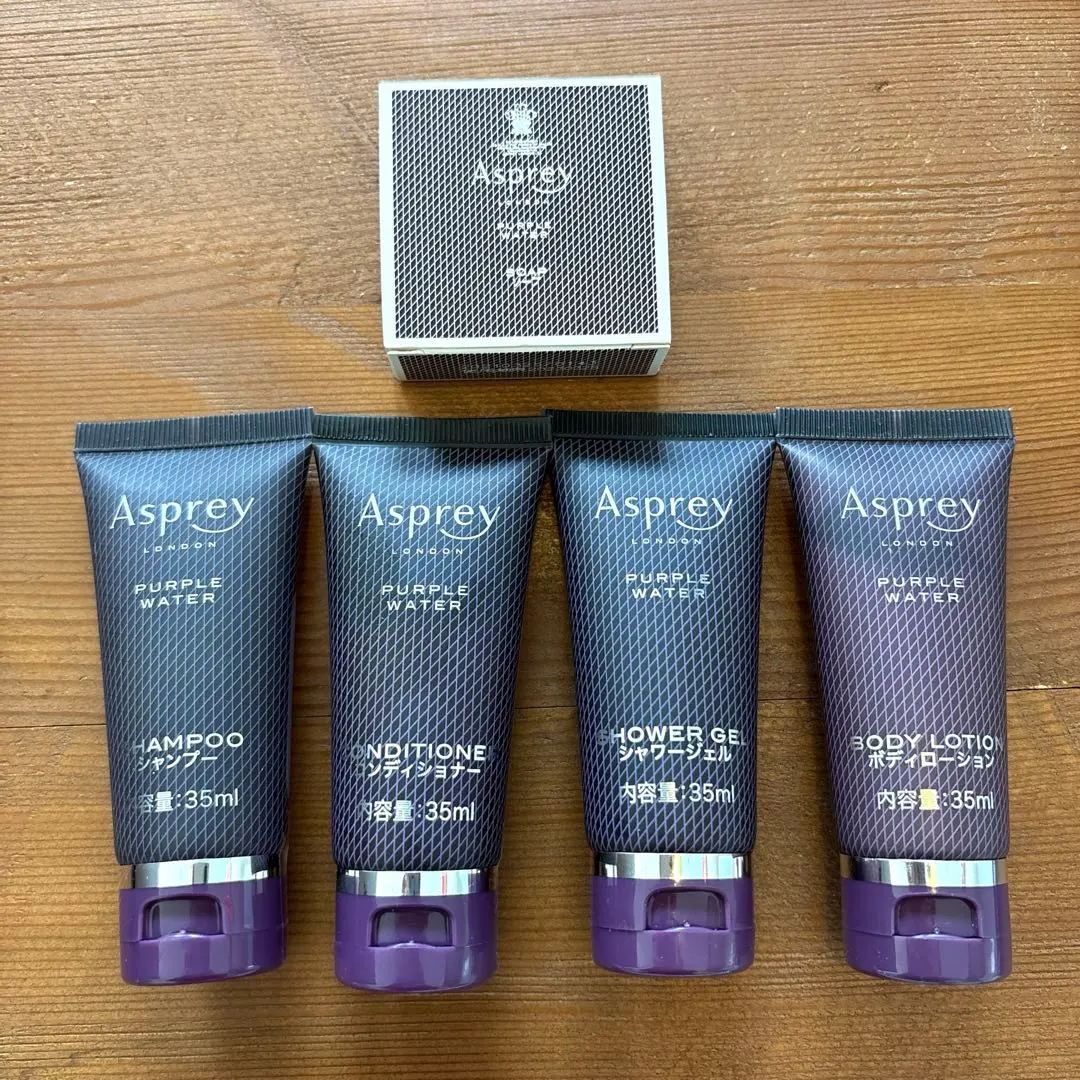 Asprey
PURPLE
WATER
SOAP
Asprey
LONDON
PURPLE
WATER
HAMPOO
シャンプー
容量:35ml
Asprey
LONDON
PURPLE
WATER
ONDITIONE
ンディショナー
内容量:35ml
Asprey
LONDON
PURPLE
WATER
SHOWER GEL
シャワージェル
内容量:35ml
Asprey
LONDON
PURPLE
WATER
BODY LOTION
ボディローション
内容量:35ml